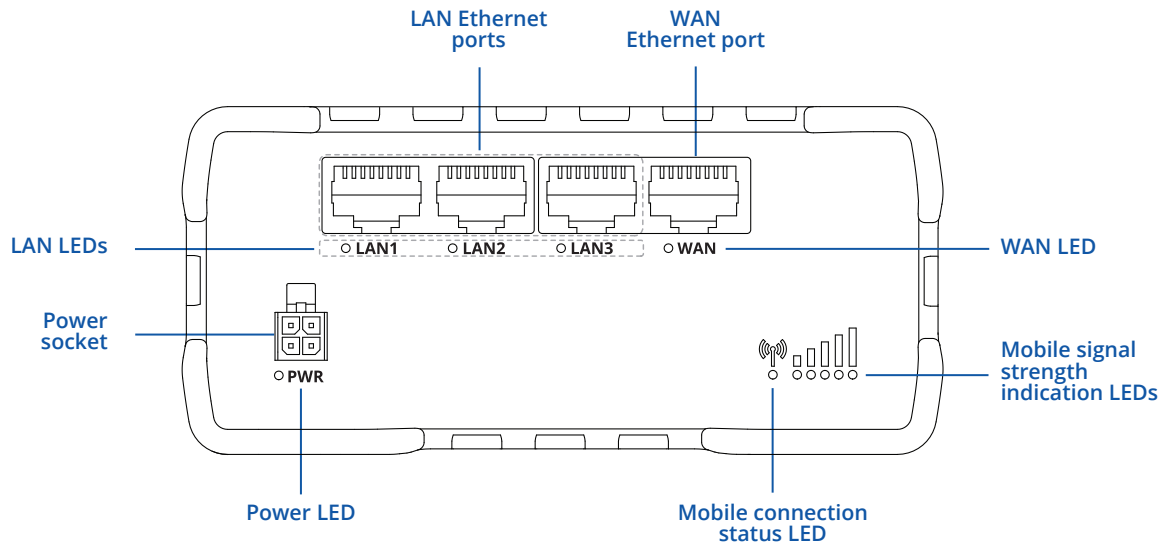 LAN Ethernet
ports
WAN
Ethernet port
LAN LEDs
LAN1
LAN2
LAN3
WAN
WAN LED
Power
socket
PWR
Mobile signal
strength
indication LEDs
Power LED
Mobile connection
status LED